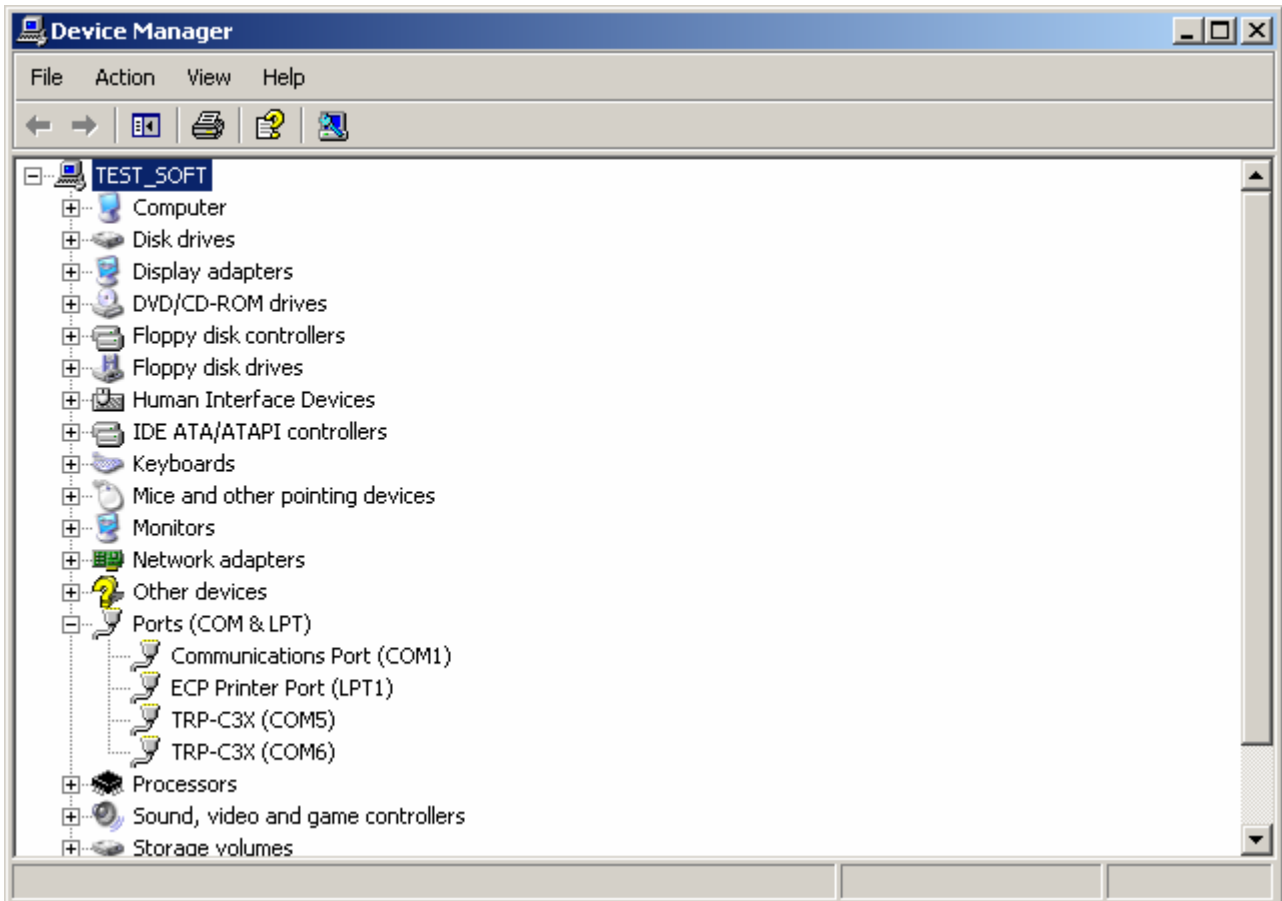 Device Manager
File Action View Help
TEST_SOFT
Computer
Disk drives
Display adapters
DVD/CD-ROM drives
Floppy disk controllers
Floppy disk drives
Human Interface Devices
IDE ATA/ATAPI controllers
Keyboards
Mice and other pointing devices
Monitors
Network adapters
Other devices
Ports (COM & LPT)
Communications Port (COM1)
ECP Printer Port (LPT1)
TRP-C3X (COM5)
TRP-C3X (COM6)
Processors
Sound, video and game controllers
Storage volumes